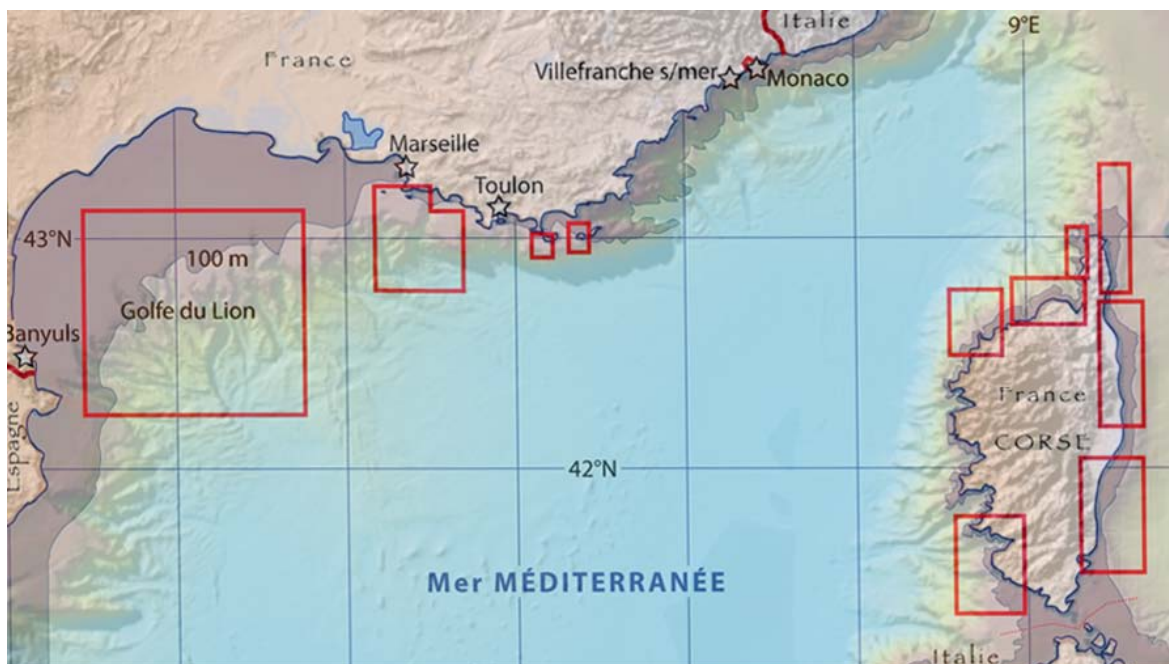 Italie
9°E
France
Villefranche s/mer
Monaco
Marseille
Toulon
43°N
100 m
Golfe du Lion
Banyuls
France
CORSE
Espagne
42°N
Mer MÉDITERRANÉE
Italie